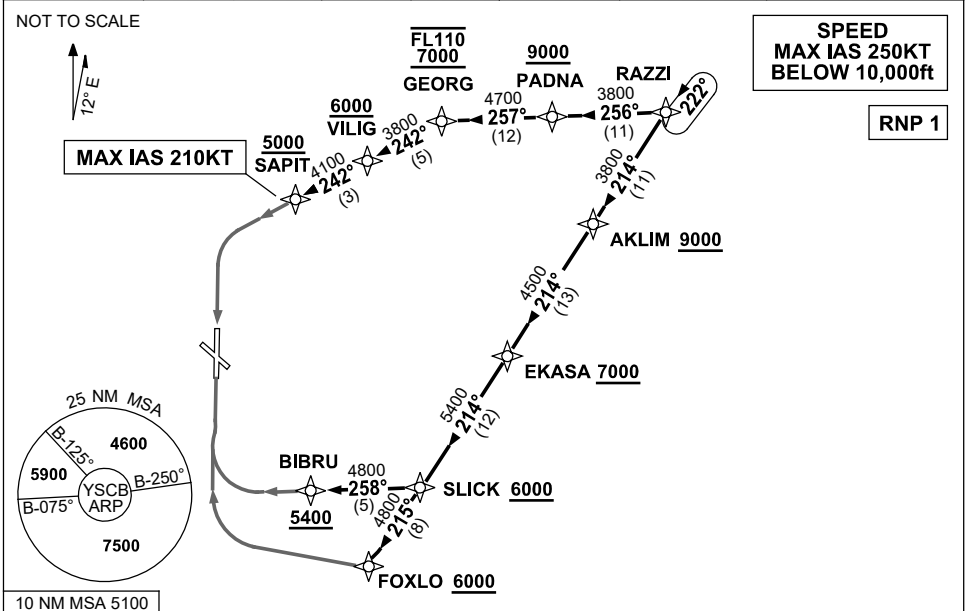 NOT TO SCALE
12° E
SPEED
MAX IAS 250KT
BELOW 10,000ft
RNP 1
FL110
7000
GEORG
9000
PADNA
RAZZI
222°
3800
256°
(11)
4700
257°
(12)
6000
VILIG
3800
242°
(5)
5000
SAPIT
4100
242°
(3)
MAX IAS 210KT
3800
214°
(11)
AKLIM 9000
4500
214°
(13)
EKASA 7000
5400
214°
(12)
SLICK 6000
4800
258°
(5)
BIBRU
5400
4800
215°
(8)
FOXLO 6000
25 NM MSA
B-125°
4600
5900
YSCB
ARP
B-250°
B-075°
7500
10 NM MSA 5100